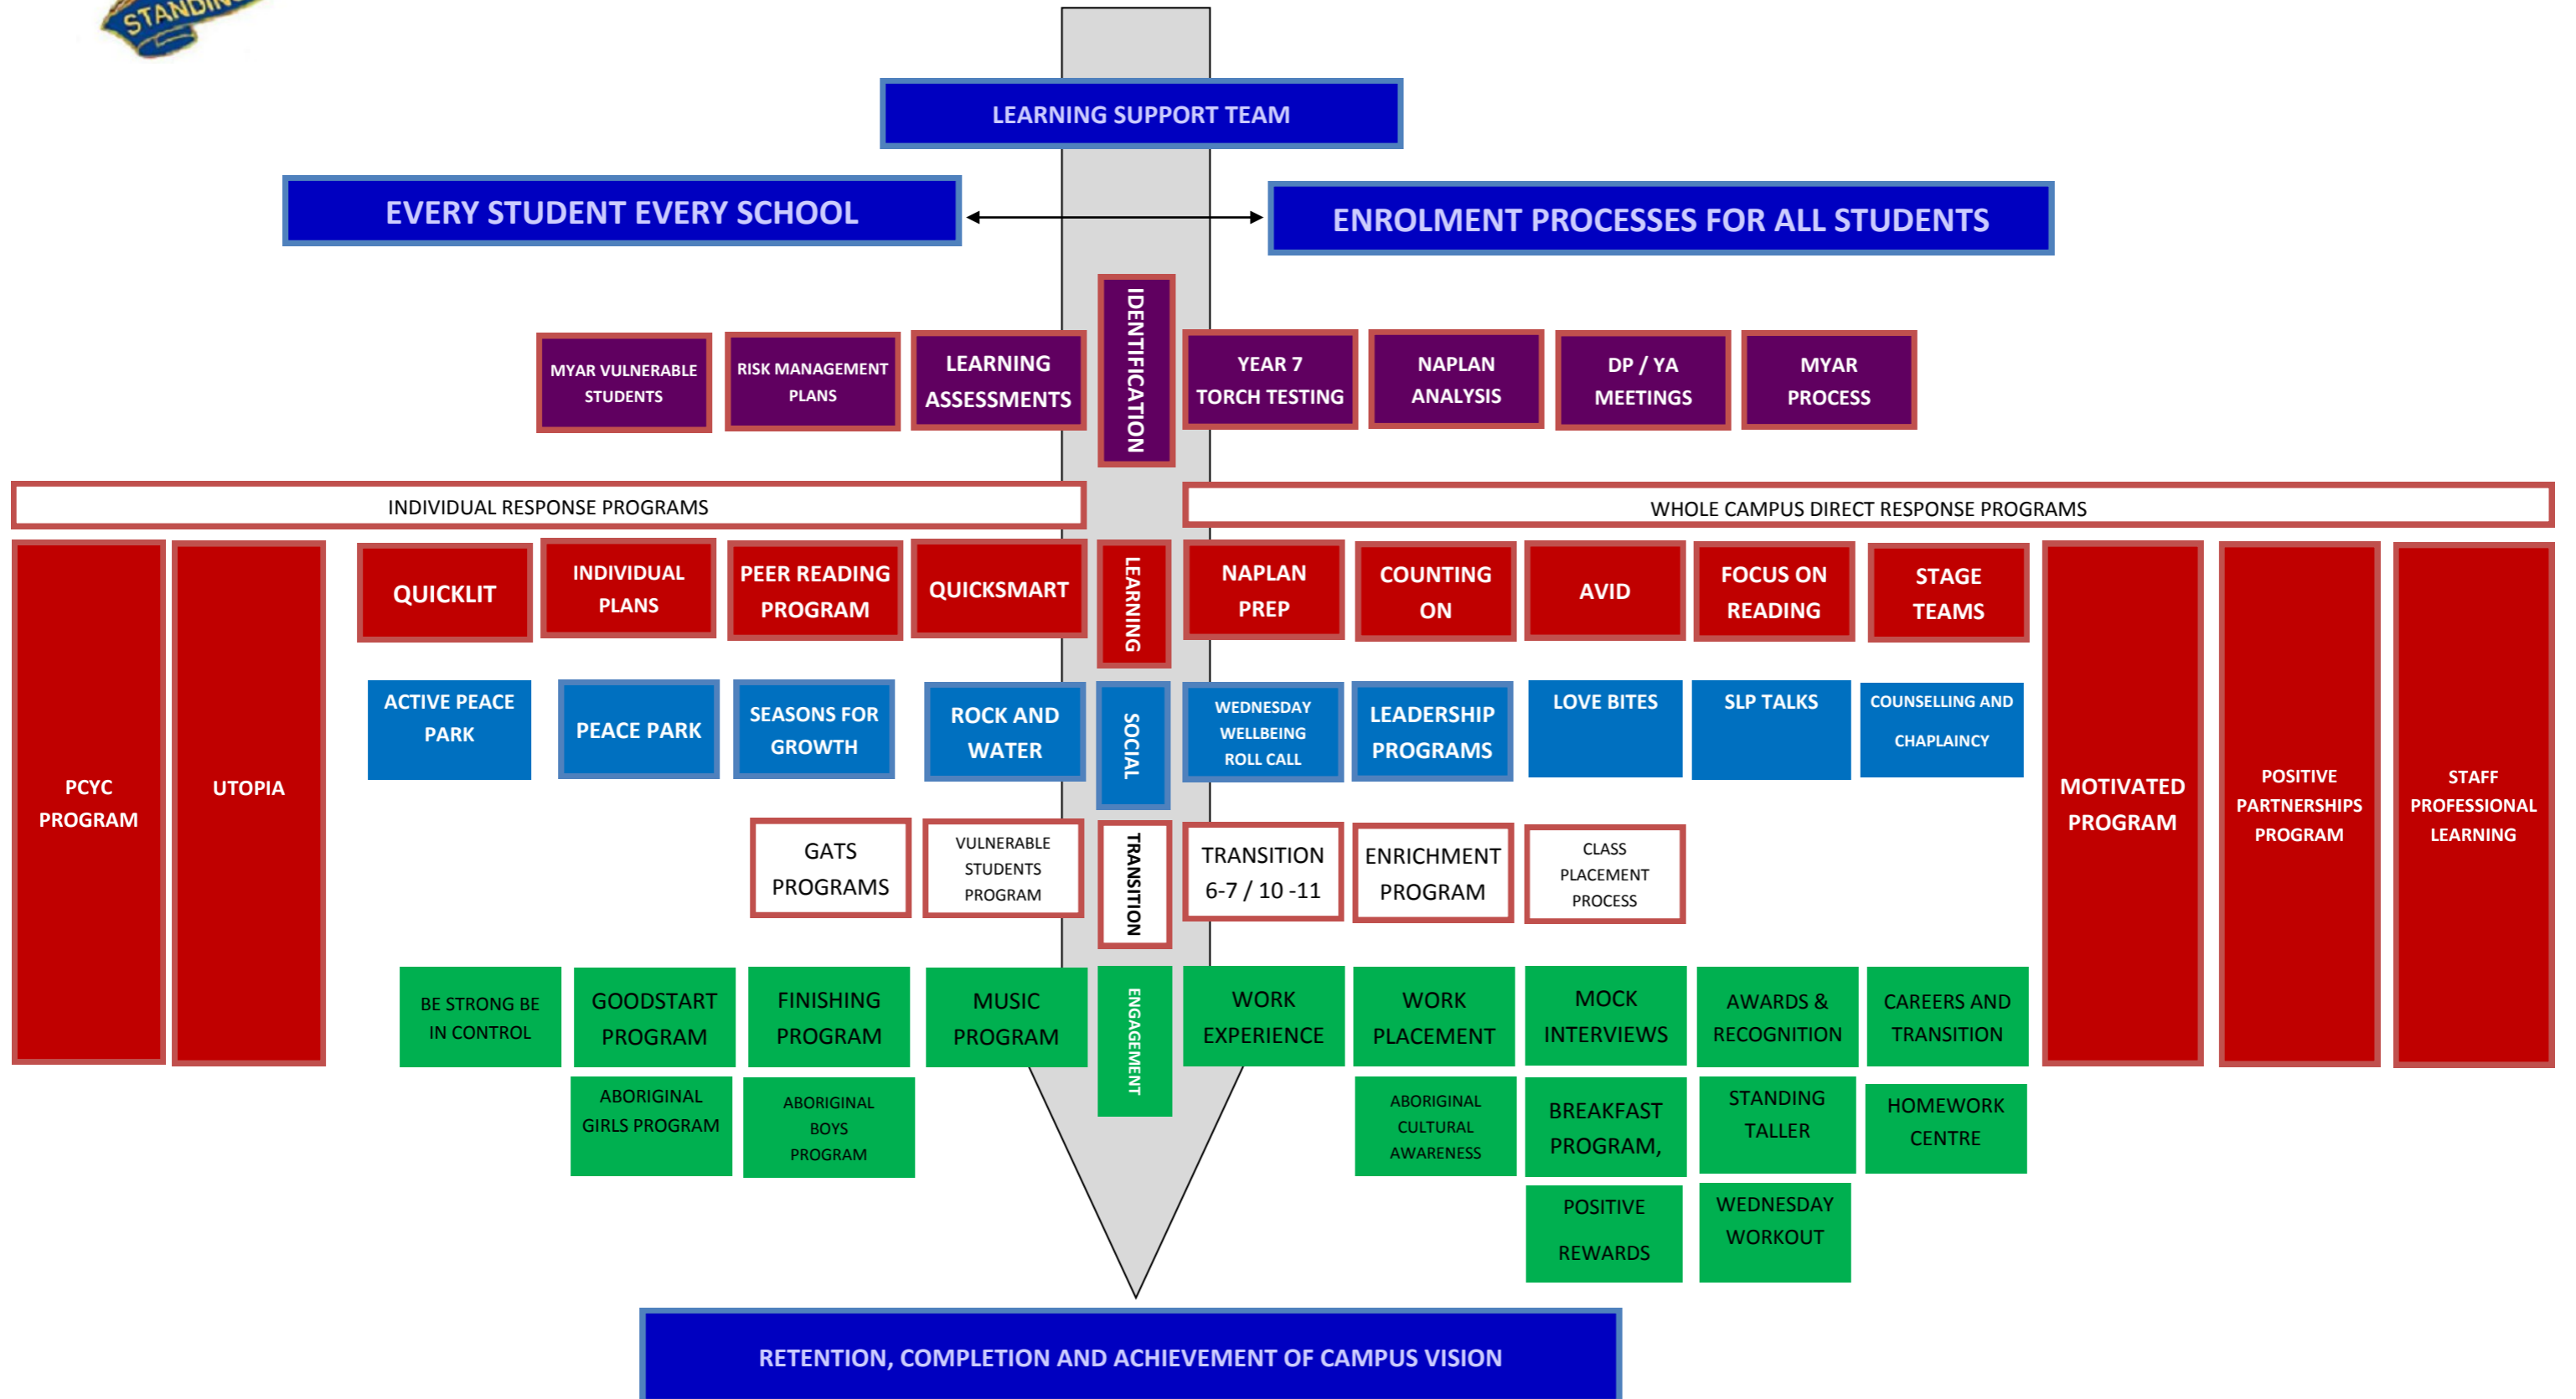 STANDING
LEARNING SUPPORT TEAM
EVERY STUDENT EVERY SCHOOL
ENROLMENT PROCESSES FOR ALL STUDENTS
IDENTIFICATION
MYAR VULNERABLE
STUDENTS
RISK MANAGEMENT
PLANS
LEARNING
ASSESSMENTS
YEAR 7
TORCH TESTING
NAPLAN
ANALYSIS
DP / YA
MEETINGS
MYAR
PROCESS
INDIVIDUAL RESPONSE PROGRAMS
WHOLE CAMPUS DIRECT RESPONSE PROGRAMS
PCYC
PROGRAM
UTOPIA
QUICKLIT
INDIVIDUAL
PLANS
PEER READING
PROGRAM
QUICKSMART
LEARNING
NAPLAN
PREP
COUNTING
ON
AVID
FOCUS ON
READING
STAGE
TEAMS
MOTIVATED
PROGRAM
POSITIVE
PARTNERSHIPS
PROGRAM
STAFF
PROFESSIONAL
LEARNING
ACTIVE PEACE
PARK
PEACE PARK
SEASONS FOR
GROWTH
ROCK AND
WATER
SOCIAL
WEDNESDAY
WELLBEING
ROLL CALL
LEADERSHIP
PROGRAMS
LOVE BITES
SLP TALKS
COUNSELLING AND
CHAPLAINCY
GATS
PROGRAMS
VULNERABLE
STUDENTS
PROGRAM
TRANSITION
TRANSITION
6-7 / 10 -11
ENRICHMENT
PROGRAM
CLASS
PLACEMENT
PROCESS
BE STRONG BE
IN CONTROL
GOODSTART
PROGRAM
FINISHING
PROGRAM
MUSIC
PROGRAM
ENGAGEMENT
WORK
EXPERIENCE
WORK
PLACEMENT
MOCK
INTERVIEWS
AWARDS &
RECOGNITION
CAREERS AND
TRANSITION
ABORIGINAL
GIRLS PROGRAM
ABORIGINAL
BOYS
PROGRAM
ABORIGINAL
CULTURAL
AWARENESS
BREAKFAST
PROGRAM,
STANDING
TALLER
HOMEWORK
CENTRE
POSITIVE
REWARDS
WEDNESDAY
WORKOUT
RETENTION, COMPLETION AND ACHIEVEMENT OF CAMPUS VISION